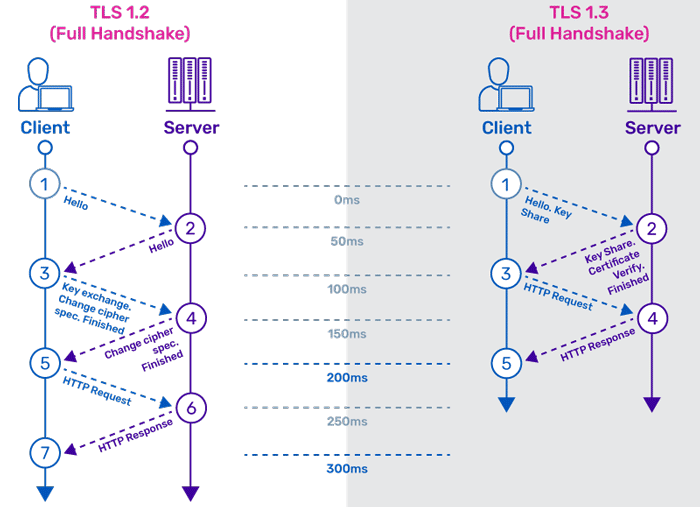 TLS 1.2
(Full Handshake)
Client
Server
1
Hello
2
Hello
3
Key exchange.
Change cipher
spec. Finished
4
Change cipher
spec.
Finished
5
HTTP Request
6
HTTP Response
7
0ms
50ms
100ms
150ms
200ms
250ms
300ms
TLS 1.3
(Full Handshake)
Client
Server
1
Hello. Key
Share
2
Key Share.
Certificate
Verify.
Finished
3
HTTP Request
4
HTTP Response
5